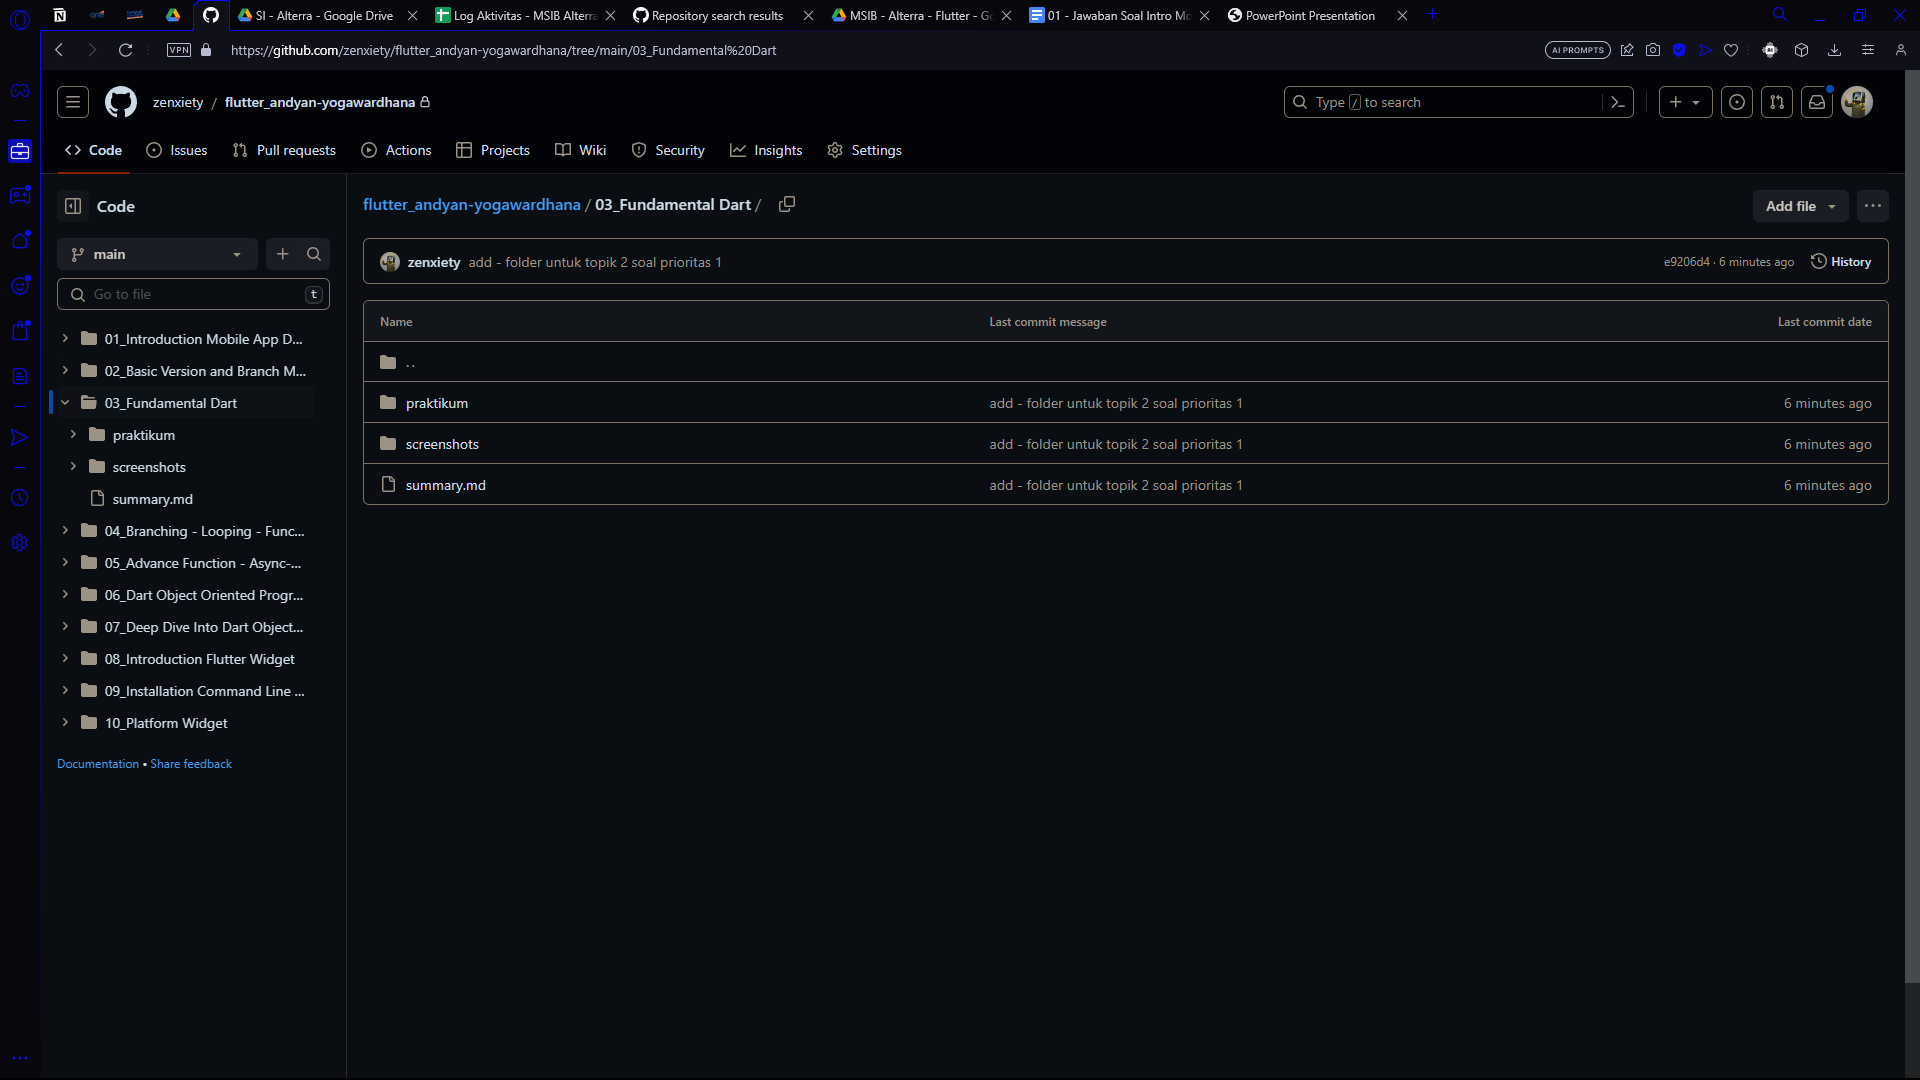 SI - Alterra - Google Drive
Log Aktivitas - MSIB Alterra
Repository search results
MSIB - Alterra - Flutter - Go
01 - Jawaban Soal Intro Mo
PowerPoint Presentation
VPN
https://github.com/zenxiety/flutter_andyan-yogawardhana/tree/main/03_Fundamental%20Dart
AI PROMPTS
zenxiety / flutter_andyan-yogawardhana
Type / to search
Code
Issues
Pull requests
Actions
Projects
Wiki
Security
Insights
Settings
Code
main
Go to file
t
01_Introduction Mobile App D...
02_Basic Version and Branch M...
03_Fundamental Dart
praktikum
screenshots
summary.md
04_Branching - Looping - Func...
05_Advance Function - Async-...
06_Dart Object Oriented Progr...
07_Deep Dive Into Dart Object...
08_Introduction Flutter Widget
09_Installation Command Line ...
10_Platform Widget
Documentation • Share feedback
flutter_andyan-yogawardhana / 03_Fundamental Dart /
Add file
zenxiety add - folder untuk topik 2 soal prioritas 1
e9206d4 · 6 minutes ago
History
Name Last commit message Last commit date
..
praktikum add - folder untuk topik 2 soal prioritas 1 6 minutes ago
screenshots add - folder untuk topik 2 soal prioritas 1 6 minutes ago
summary.md add - folder untuk topik 2 soal prioritas 1 6 minutes ago